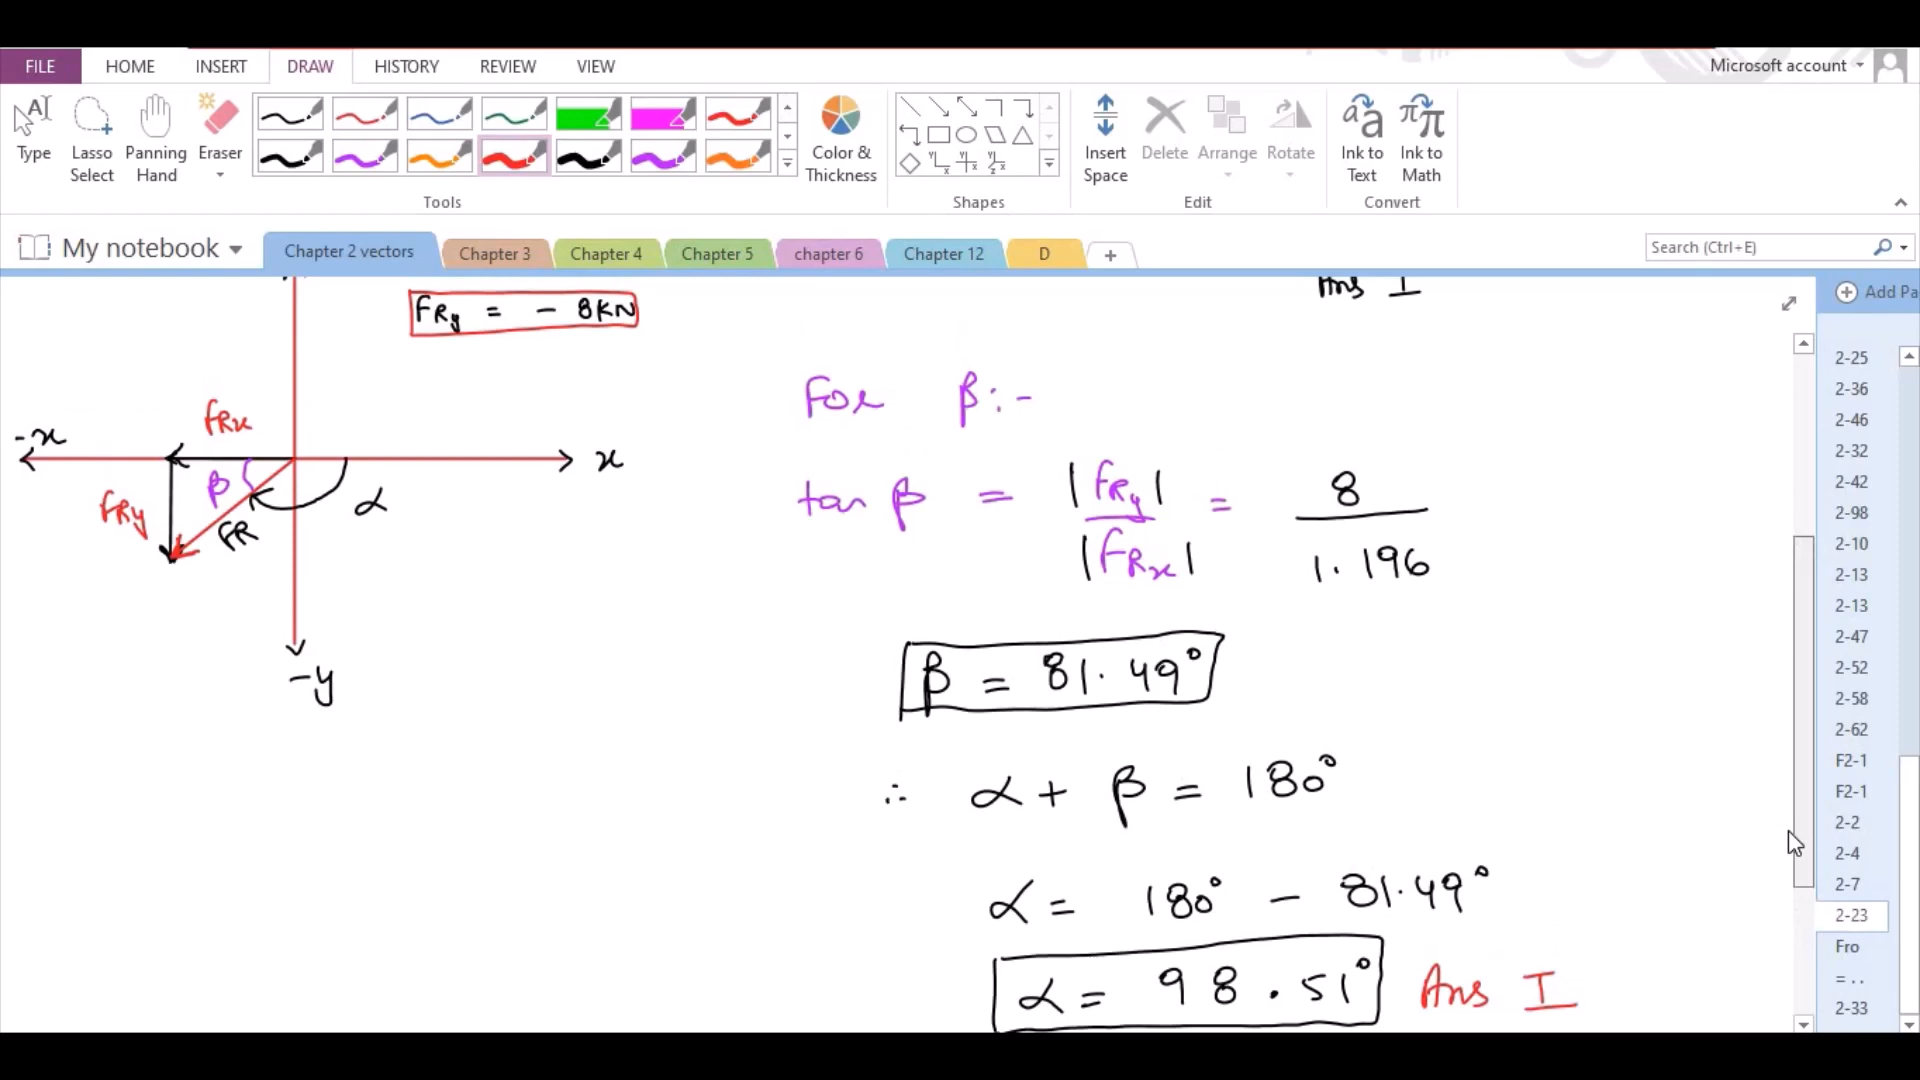 FILE HOME INSERT DRAW HISTORY REVIEW VIEW Microsoft account
Type
Lasso Select
Panning Hand
Eraser
Color & Thickness
Insert Space
Delete
Arrange
Rotate
Ink to Text
Ink to Math
Tools Shapes Edit Convert
My notebook Chapter 2 vectors Chapter 3 Chapter 4 Chapter 5 chapter 6 Chapter 12 D + Search (Ctrl+E)
Ans I
FRy = - 8KN
For β:-
tan β = |FRy| / |FRx| = 8 / 1.196
β = 81.49°
∴ α + β = 180°
α = 180° - 81.49°
α = 98.51° Ans I
FRx
-x
x
β
FRy
FR
α
-y
Add Pa
2-25
2-36
2-46
2-32
2-42
2-98
2-10
2-13
2-13
2-47
2-52
2-58
2-62
F2-1
F2-1
2-2
2-4
2-7
2-23
Fro
= . .
2-33